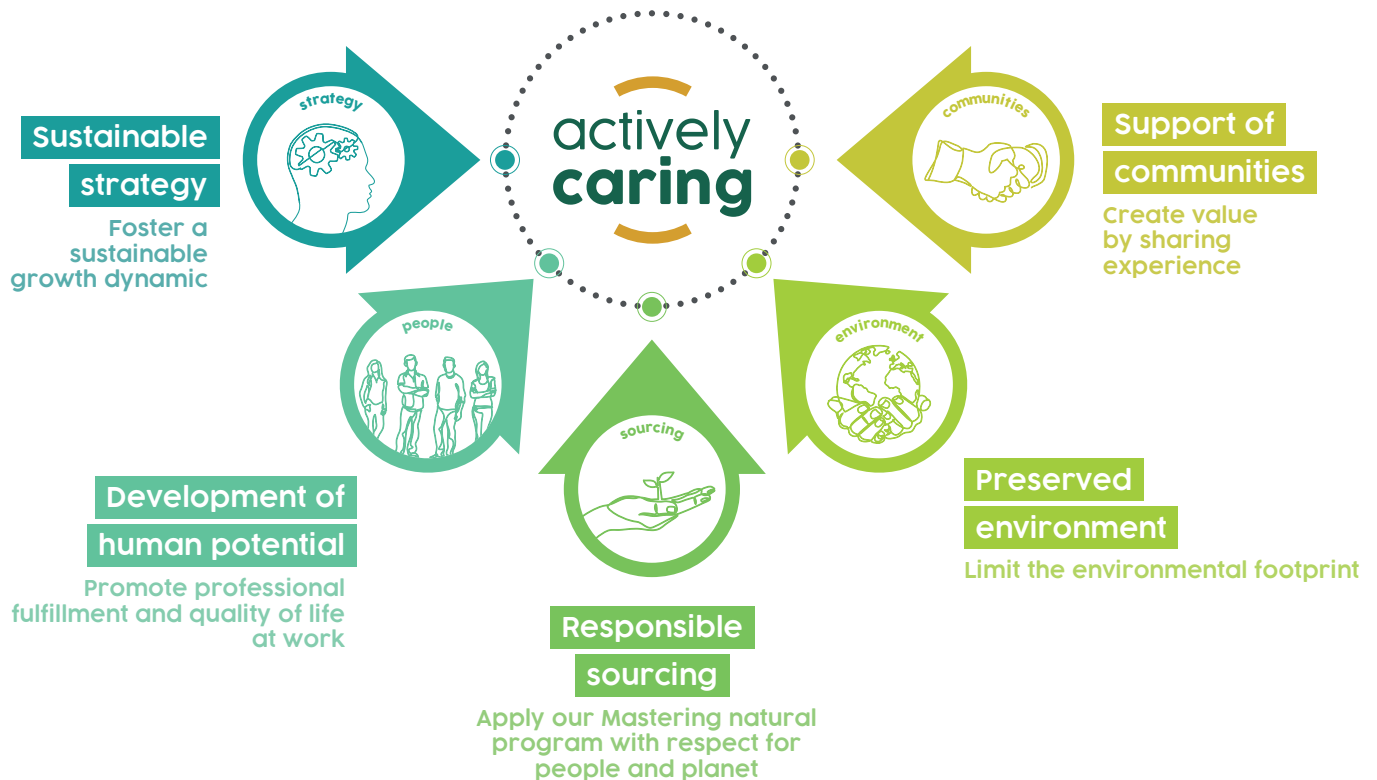 actively
caring
strategy
Sustainable
strategy
Foster a
sustainable
growth dynamic
people
Development of
human potential
Promote professional
fulfillment and quality of life
at work
sourcing
Responsible
sourcing
Apply our Mastering natural
program with respect for
people and planet
environment
Preserved
environment
Limit the environmental footprint
communities
Support of
communities
Create value
by sharing
experience